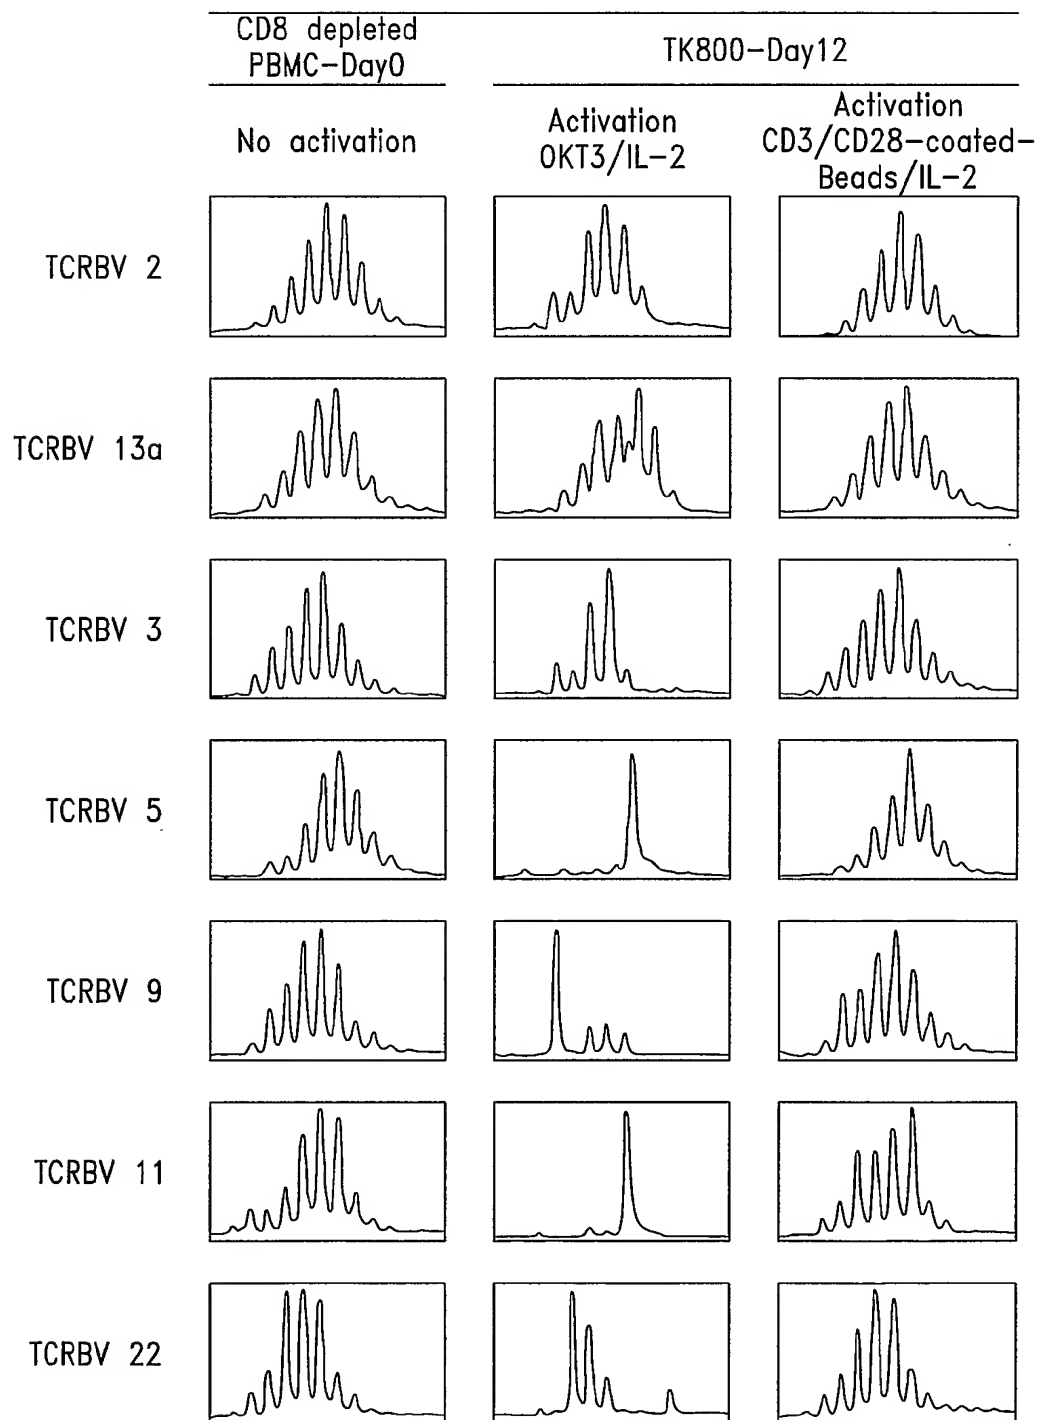 CD8 depleted
PBMC-Day0
TK800-Day12
No activation
Activation
OKT3/IL-2
Activation
CD3/CD28-coated-
Beads/IL-2
TCRBV 2
TCRBV 13a
TCRBV 3
TCRBV 5
TCRBV 9
TCRBV 11
TCRBV 22